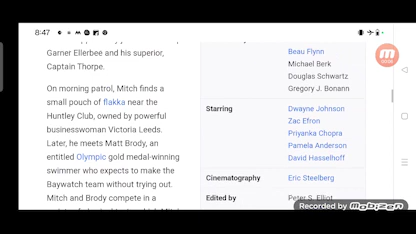 8:47
Garner Ellerbee and his superior,
Captain Thorpe.
On morning patrol, Mitch finds a
small pouch of flakka near the
Huntley Club, owned by powerful
businesswoman Victoria Leeds.
Later, he meets Matt Brody, an
entitled Olympic gold medal-winning
swimmer who expects to make the
Baywatch team without trying out.
Mitch and Brody compete in a
Beau Flynn
Michael Berk
Douglas Schwartz
Gregory J. Bonann
Starring
Dwayne Johnson
Zac Efron
Priyanka Chopra
Pamela Anderson
David Hasselhoff
Cinematography
Eric Steelberg
Edited by
Peter S. Elliot
Recorded by
Mobizen